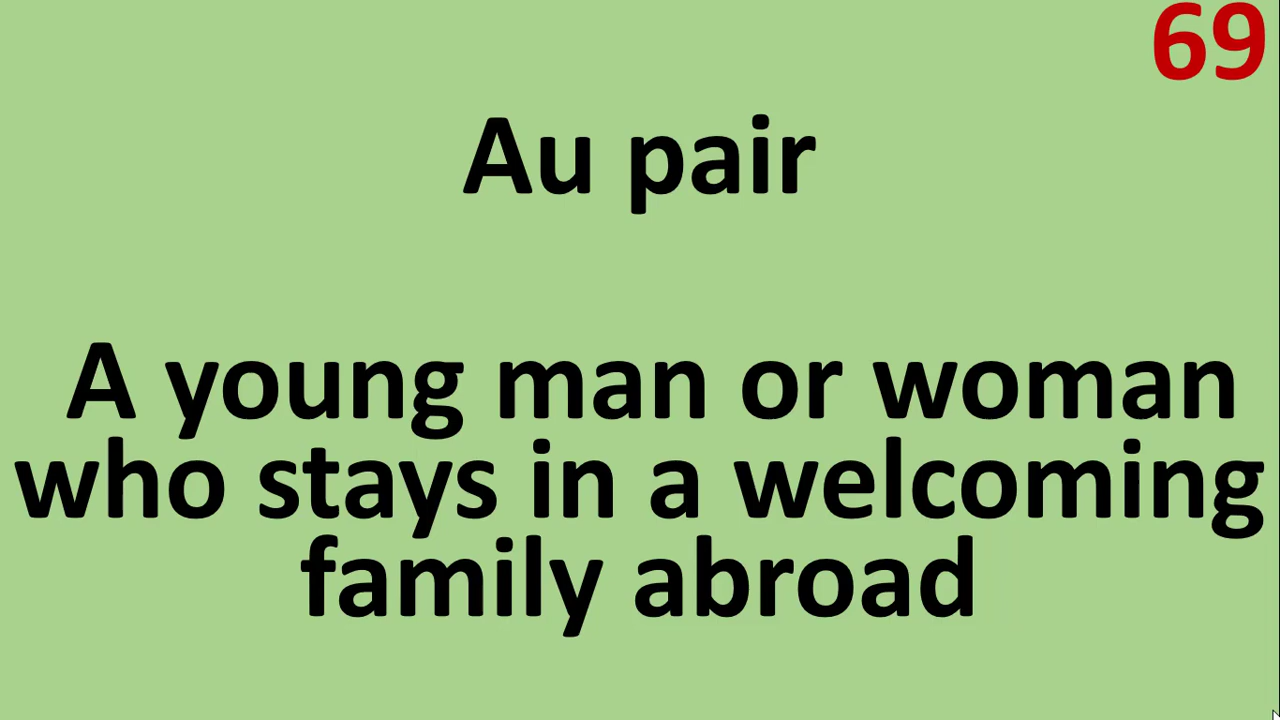 69
Au pair
A young man or woman
who stays in a welcoming
family abroad